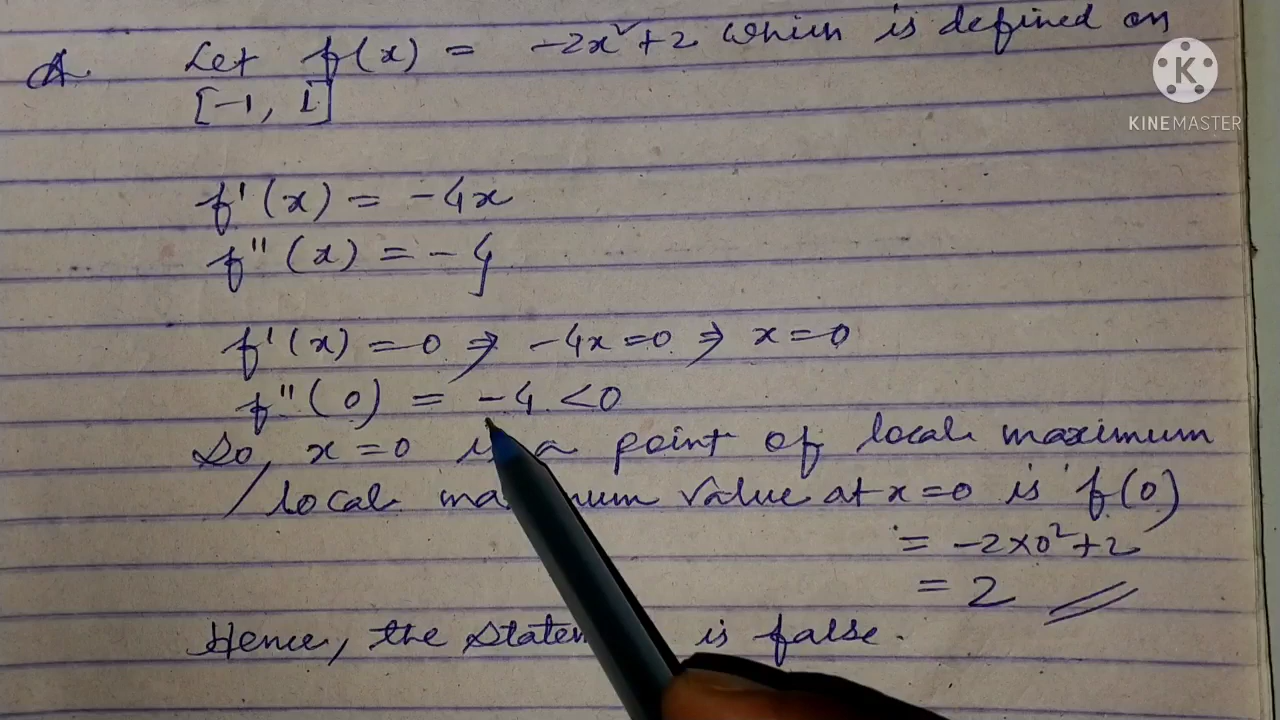 A Let f(x) = -2x²+2 which is defined on
[-1, 1]
f'(x) = -4x
f''(x) = -4
f'(x) = 0 ⇒ -4x=0 ⇒ x=0
f''(0) = -4 <0
So, x=0 is a point of local maximum
/local maximum value at x=0 is f(0)
= -2×0²+2
= 2
Hence, the is false.
K
KINEMASTER